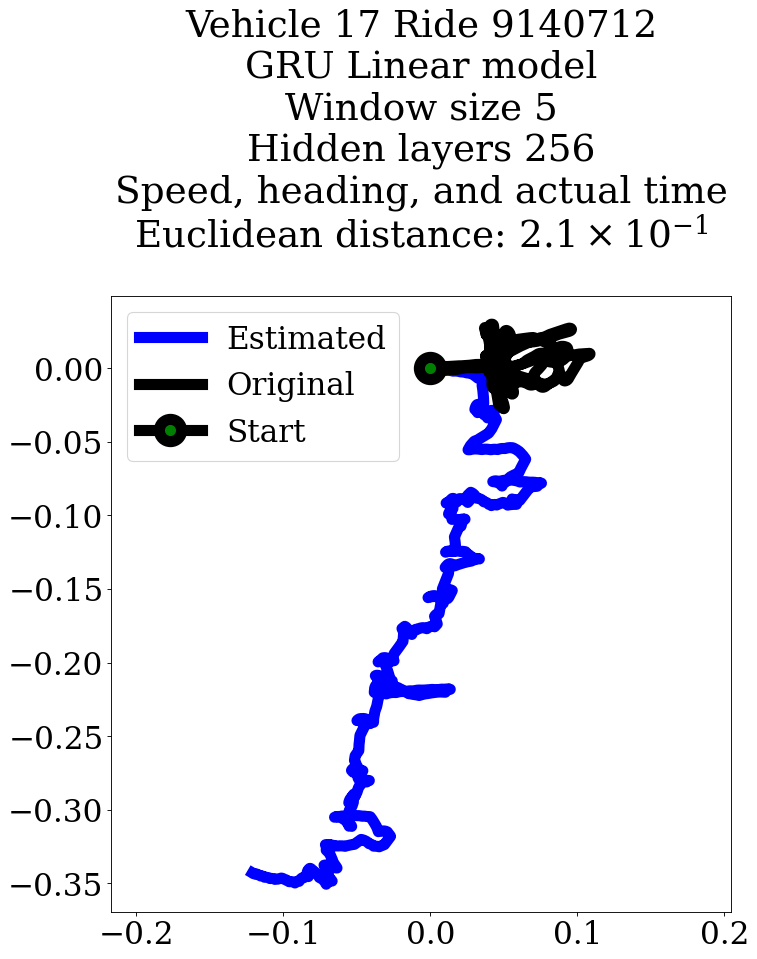 Vehicle 17 Ride 9140712
GRU Linear model
Window size 5
Hidden layers 256
Speed, heading, and actual time
Euclidean distance: 2.1 × 10⁻¹
Estimated
Original
Start
0.00
−0.05
−0.10
−0.15
−0.20
−0.25
−0.30
−0.35
−0.2 −0.1 0.0 0.1 0.2